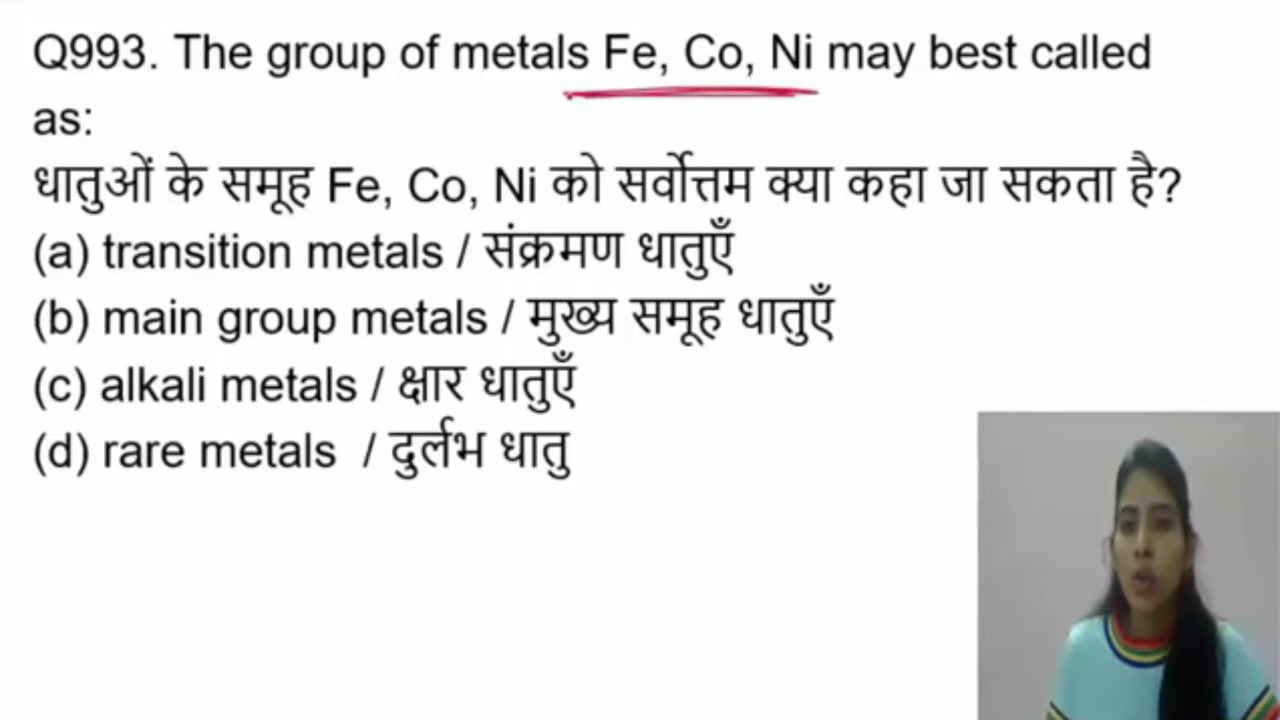 Q993. The group of metals Fe, Co, Ni may best called
as:
धातुओं के समूह Fe, Co, Ni को सर्वोत्तम क्या कहा जा सकता है?
(a) transition metals / संक्रमण धातुएँ
(b) main group metals / मुख्य समूह धातुएँ
(c) alkali metals / क्षार धातुएँ
(d) rare metals / दुर्लभ धातु